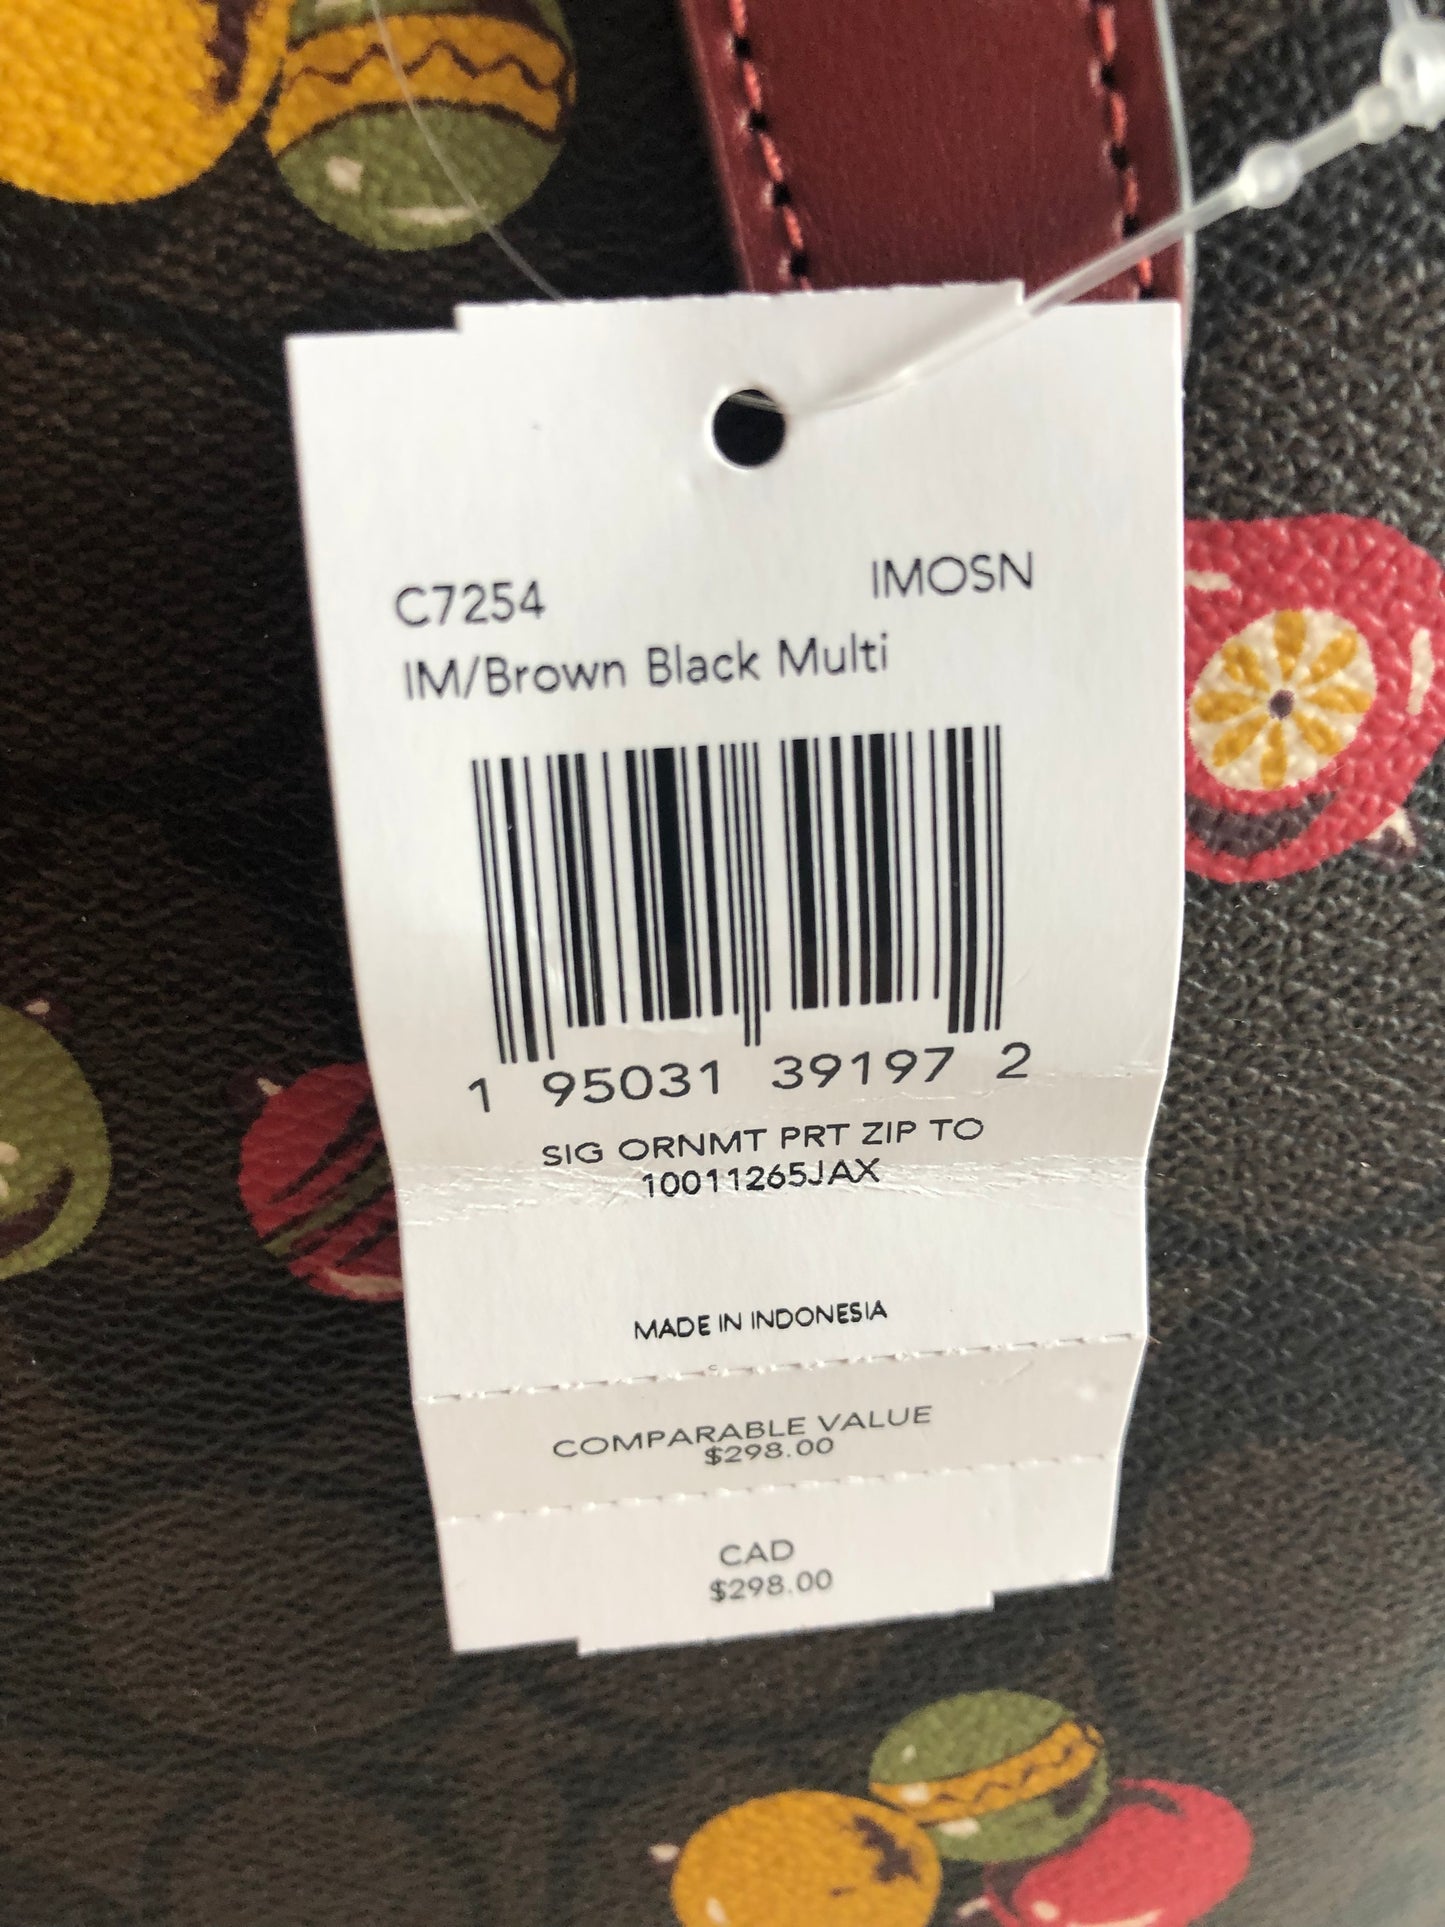 C7254 IMOSN
IM/Brown Black Multi
1 95031 39197 2
SIG ORNMT PRT ZIP TO
10011265JAX
MADE IN INDONESIA
COMPARABLE VALUE
$298.00
CAD
$298.00